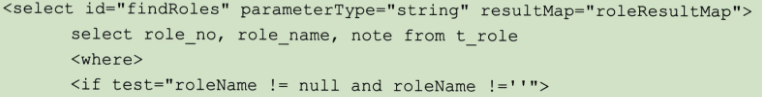 <select id="findRoles" parameterType="string" resultMap="roleResultMap">
select role_no, role_name, note from t_role
<where>
<if test="roleName != null and roleName !=''">